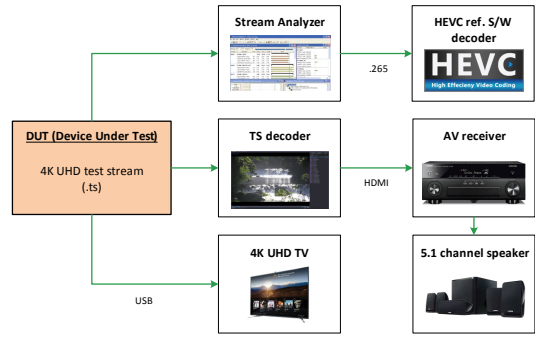 Stream Analyzer
HEVC ref. S/W
decoder
.265
HEVC
High Effecieny Video Coding
DUT (Device Under Test)
4K UHD test stream
(.ts)
TS decoder
HDMI
AV receiver
4K UHD TV
USB
5.1 channel speaker